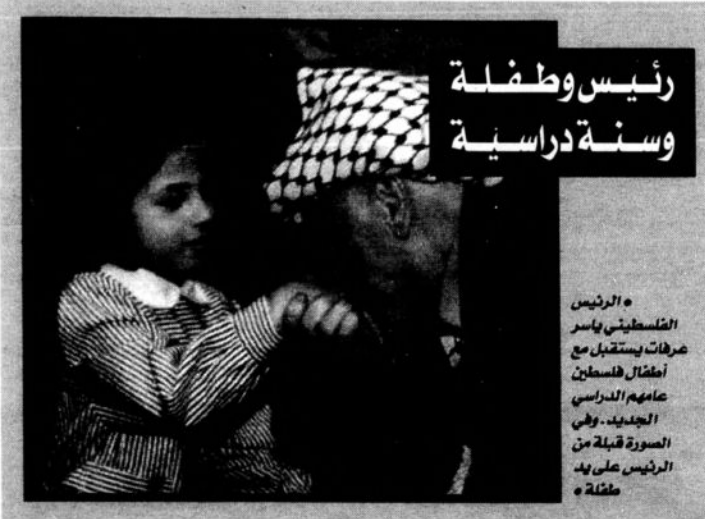 رئيس وطفلة
وسنة دراسية
• الرئيس
الفلسطيني ياسر
عرفات يستقبل مع
أطفال فلسطين
عامهم الدراسي
الجديد. وفي
الصورة قبلة من
الرئيس على يد
طفلة •